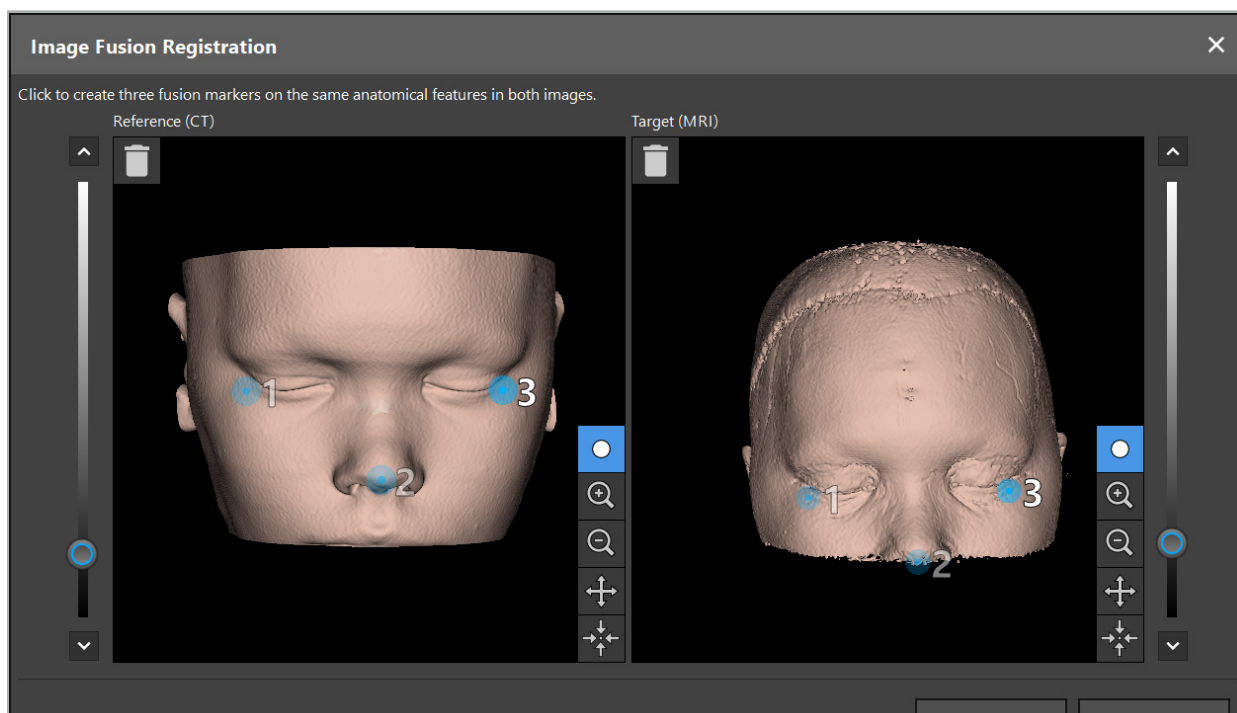 Image Fusion Registration
Click to create three fusion markers on the same anatomical features in both images.
Reference (CT)
Target (MRI)
1
3
2
1
3
2